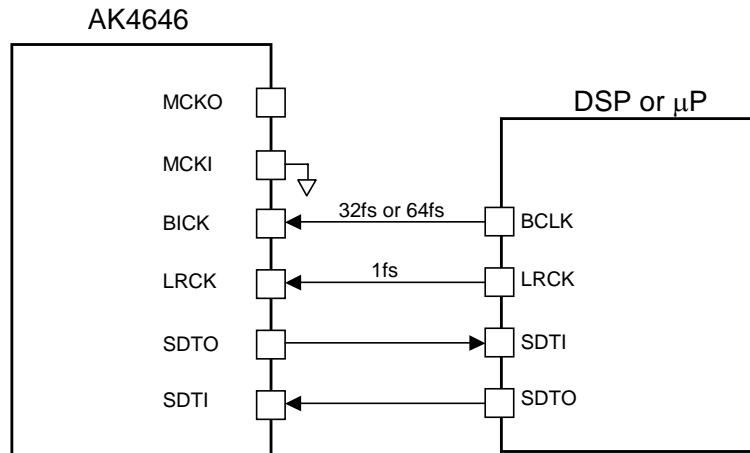 AK4646
DSP or μP
MCKO
MCKI
BICK
32fs or 64fs
BCLK
LRCK
1fs
LRCK
SDTO
SDTI
SDTI
SDTO